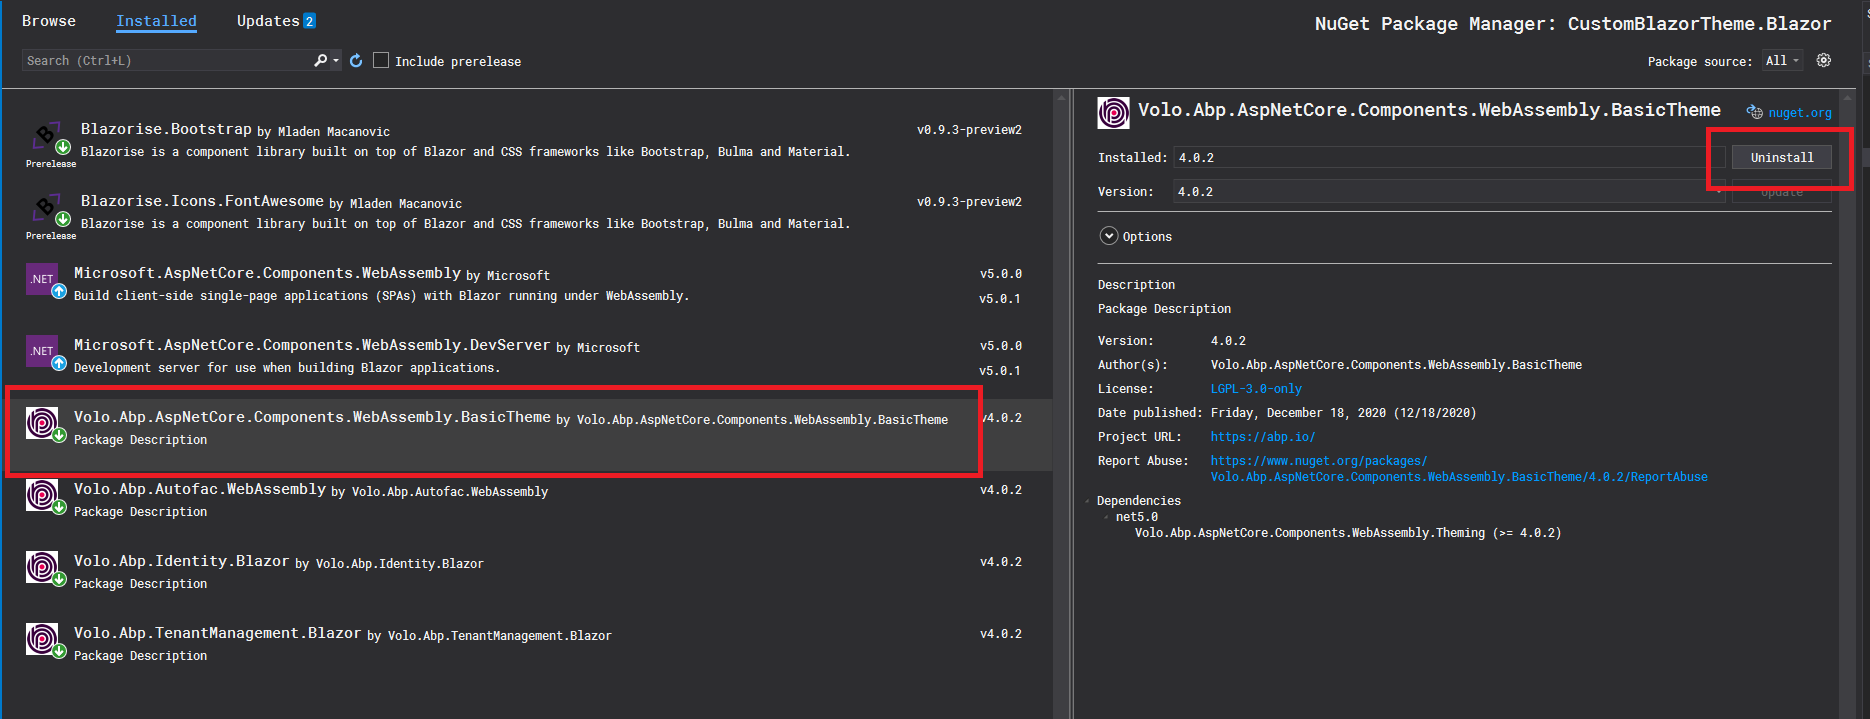 Browse Installed Updates 2
NuGet Package Manager: CustomBlazorTheme.Blazor
Search (Ctrl+L) Include prerelease
Package source: All
Blazorise.Bootstrap by Mladen Macanovic v0.9.3-preview2
Blazorise is a component library built on top of Blazor and CSS frameworks like Bootstrap, Bulma and Material.
Prerelease
Blazorise.Icons.FontAwesome by Mladen Macanovic v0.9.3-preview2
Blazorise is a component library built on top of Blazor and CSS frameworks like Bootstrap, Bulma and Material.
Prerelease
.NET
Microsoft.AspNetCore.Components.WebAssembly by Microsoft v5.0.0
Build client-side single-page applications (SPAs) with Blazor running under WebAssembly. v5.0.1
.NET
Microsoft.AspNetCore.Components.WebAssembly.DevServer by Microsoft v5.0.0
Development server for use when building Blazor applications. v5.0.1
Volo.Abp.AspNetCore.Components.WebAssembly.BasicTheme by Volo.Abp.AspNetCore.Components.WebAssembly.BasicTheme v4.0.2
Package Description
Volo.Abp.Autofac.WebAssembly by Volo.Abp.Autofac.WebAssembly v4.0.2
Package Description
Volo.Abp.Identity.Blazor by Volo.Abp.Identity.Blazor v4.0.2
Package Description
Volo.Abp.TenantManagement.Blazor by Volo.Abp.TenantManagement.Blazor v4.0.2
Package Description
Volo.Abp.AspNetCore.Components.WebAssembly.BasicTheme nuget.org
Installed: 4.0.2 Uninstall
Version: 4.0.2 Update
Options
Description
Package Description
Version: 4.0.2
Author(s): Volo.Abp.AspNetCore.Components.WebAssembly.BasicTheme
License: LGPL-3.0-only
Date published: Friday, December 18, 2020 (12/18/2020)
Project URL: https://abp.io/
Report Abuse: https://www.nuget.org/packages/
Volo.Abp.AspNetCore.Components.WebAssembly.BasicTheme/4.0.2/ReportAbuse
Dependencies
net5.0
Volo.Abp.AspNetCore.Components.WebAssembly.Theming (>= 4.0.2)